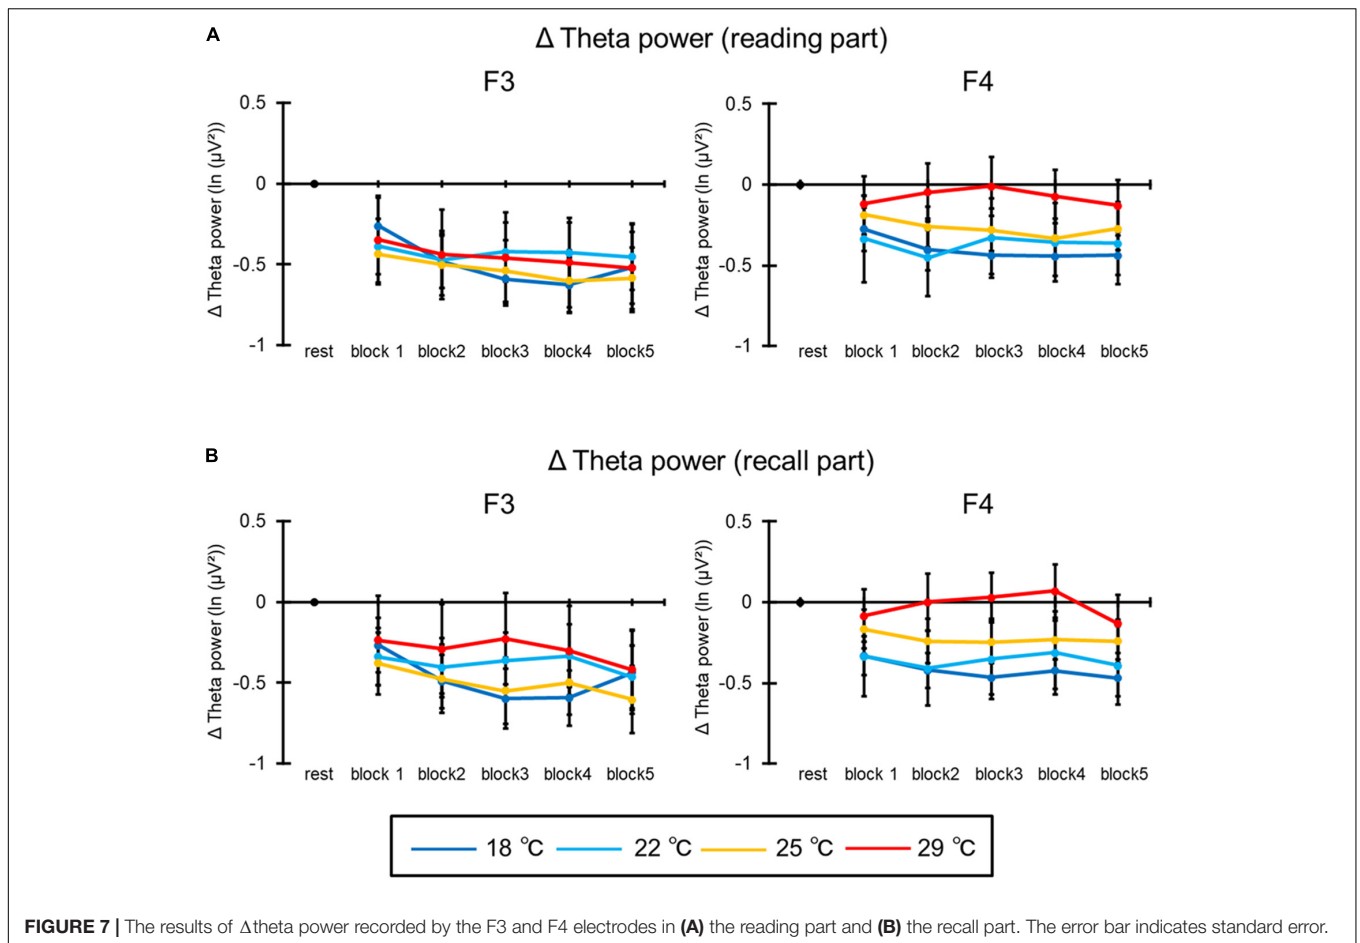 A
Δ Theta power (reading part)
F3
F4
Δ Theta power (ln (µV²))
0.5
0
-0.5
-1
rest block 1 block2 block3 block4 block5
Δ Theta power (ln (µV²))
0.5
0
-0.5
-1
rest block 1 block2 block3 block4 block5
B
Δ Theta power (recall part)
F3
F4
Δ Theta power (ln (µV²))
0.5
0
-0.5
-1
rest block 1 block2 block3 block4 block5
Δ Theta power (ln (µV²))
0.5
0
-0.5
-1
rest block 1 block2 block3 block4 block5
18 ℃ 22 ℃ 25 ℃ 29 ℃
FIGURE 7 | The results of Δtheta power recorded by the F3 and F4 electrodes in (A) the reading part and (B) the recall part. The error bar indicates standard error.